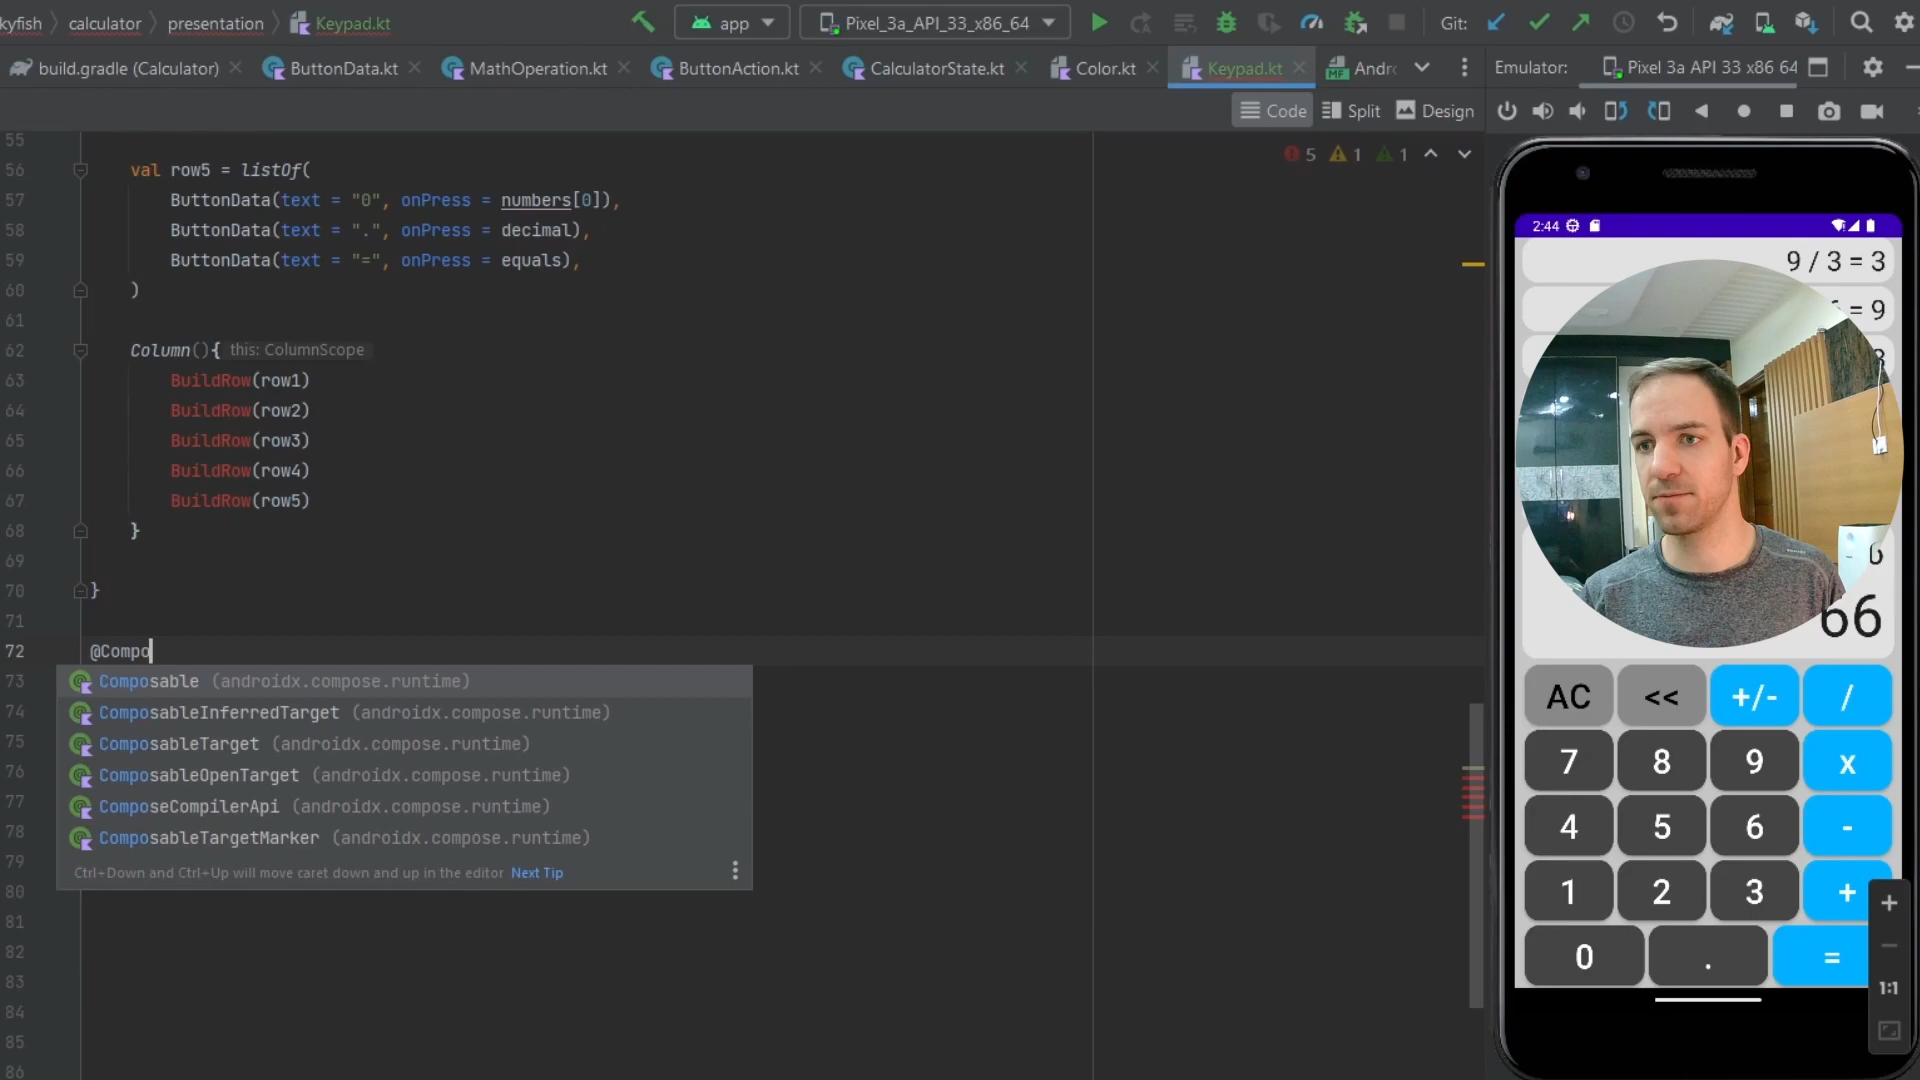 kyfish
calculator
presentation
Keypad.kt
app
Pixel_3a_API_33_x86_64
Git:
build.gradle (Calculator)
ButtonData.kt
MathOperation.kt
ButtonAction.kt
CalculatorState.kt
Color.kt
Keypad.kt
Andr
Emulator:
Pixel 3a API 33 x86 64
Code
Split
Design
5
1
1
55
56 val row5 = listOf(
57 ButtonData(text = "0", onPress = numbers[0]),
58 ButtonData(text = ".", onPress = decimal),
59 ButtonData(text = "=", onPress = equals),
60 )
61
62 Column(){ this: ColumnScope
63 BuildRow(row1)
64 BuildRow(row2)
65 BuildRow(row3)
66 BuildRow(row4)
67 BuildRow(row5)
68 }
69
70 }
71
72 @Compo
73 Composable (androidx.compose.runtime)
74 ComposableInferredTarget (androidx.compose.runtime)
75 ComposableTarget (androidx.compose.runtime)
76 ComposableOpenTarget (androidx.compose.runtime)
77 ComposeCompilerApi (androidx.compose.runtime)
78 ComposableTargetMarker (androidx.compose.runtime)
79 Ctrl+Down and Ctrl+Up will move caret down and up in the editor Next Tip
80
81
82
83
84
85
86
2:44
9 / 3 = 3
= 9
66
AC << +/- /
7 8 9 x
4 5 6 -
1 2 3 +
0 . =
1:1